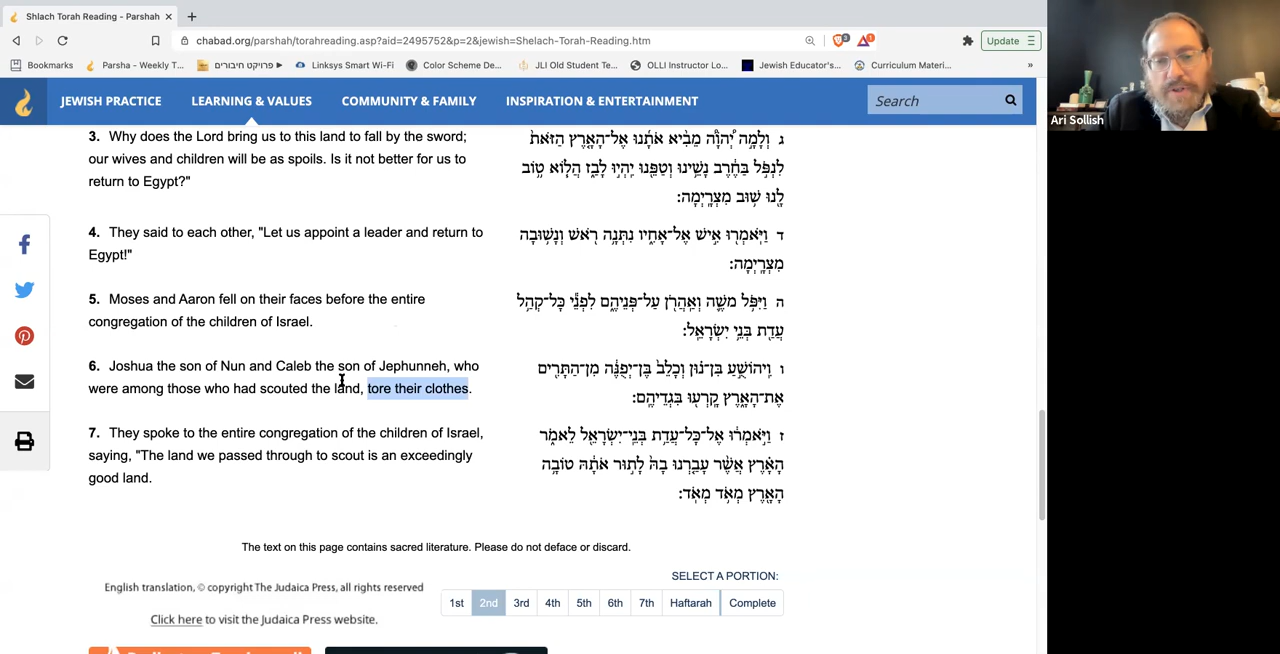 Shlach Torah Reading - Parshah
chabad.org/parshah/torahreading.asp?aid=2495752&p=2&jewish=Shelach-Torah-Reading.htm
3
1
Update
Bookmarks
Parsha - Weekly T...
פרויקט חיבורים
Linksys Smart Wi-Fi
Color Scheme De...
JLI Old Student Te...
OLLI Instructor Lo...
Jewish Educator's...
Curriculum Materi...
»
JEWISH PRACTICE
LEARNING & VALUES
COMMUNITY & FAMILY
INSPIRATION & ENTERTAINMENT
Search
Ari Sollish
3. Why does the Lord bring us to this land to fall by the sword;
our wives and children will be as spoils. Is it not better for us to
return to Egypt?"
ג וְלָמָ֣ה יְ֠הֹוָ֠ה מֵבִ֨יא אֹתָ֜נוּ אֶל־הָאָ֤רֶץ הַזֹּאת֙
לִנְפֹּ֣ל בַּחֶ֔רֶב נָשֵׁ֥ינוּ וְטַפֵּ֖נוּ יִֽהְי֣וּ לָבַ֑ז הֲל֧וֹא ט֦וֹב
לָ֖נוּ שׁ֥וּב מִצְרָֽיְמָה:
4. They said to each other, "Let us appoint a leader and return to
Egypt!"
ד וַיֹּֽאמְר֖וּ אִ֣ישׁ אֶל־אָחִ֑יו נִתְּנָ֥ה רֹ֖אשׁ וְנָשׁ֥וּבָה
מִצְרָֽיְמָה:
5. Moses and Aaron fell on their faces before the entire
congregation of the children of Israel.
ה וַיִּפֹּ֥ל משֶׁ֛ה וְאַֽהֲרֹ֖ן עַל־פְּנֵיהֶ֑ם לִפְנֵ֕י כָּל־קְהַ֥ל
עֲדַ֖ת בְּנֵ֥י יִשְׂרָאֵֽל:
6. Joshua the son of Nun and Caleb the son of Jephunneh, who
were among those who had scouted the land, tore their clothes.
ו וִֽיהוֹשֻׁ֣עַ בִּן־נ֗וּן וְכָלֵב֙ בֶּן־יְפֻנֶּ֔ה מִן־הַתָּרִ֖ים
אֶת־הָאָ֑רֶץ קָֽרְע֖וּ בִּגְדֵיהֶֽם:
7. They spoke to the entire congregation of the children of Israel,
saying, "The land we passed through to scout is an exceedingly
good land.
ז וַיֹּ֣אמְר֔וּ אֶל־כָּל־עֲדַ֥ת בְּנֵֽי־יִשְׂרָאֵ֖ל לֵאמֹ֑ר
הָאָ֗רֶץ אֲשֶׁ֨ר עָבַ֤רְנוּ בָהּ֙ לָת֣וּר אֹתָ֔הּ טוֹבָ֥ה
הָאָ֖רֶץ מְאֹ֥ד מְאֹֽד:
The text on this page contains sacred literature. Please do not deface or discard.
English translation, © copyright The Judaica Press, all rights reserved
Click here to visit the Judaica Press website.
SELECT A PORTION:
1st
2nd
3rd
4th
5th
6th
7th
Haftarah
Complete